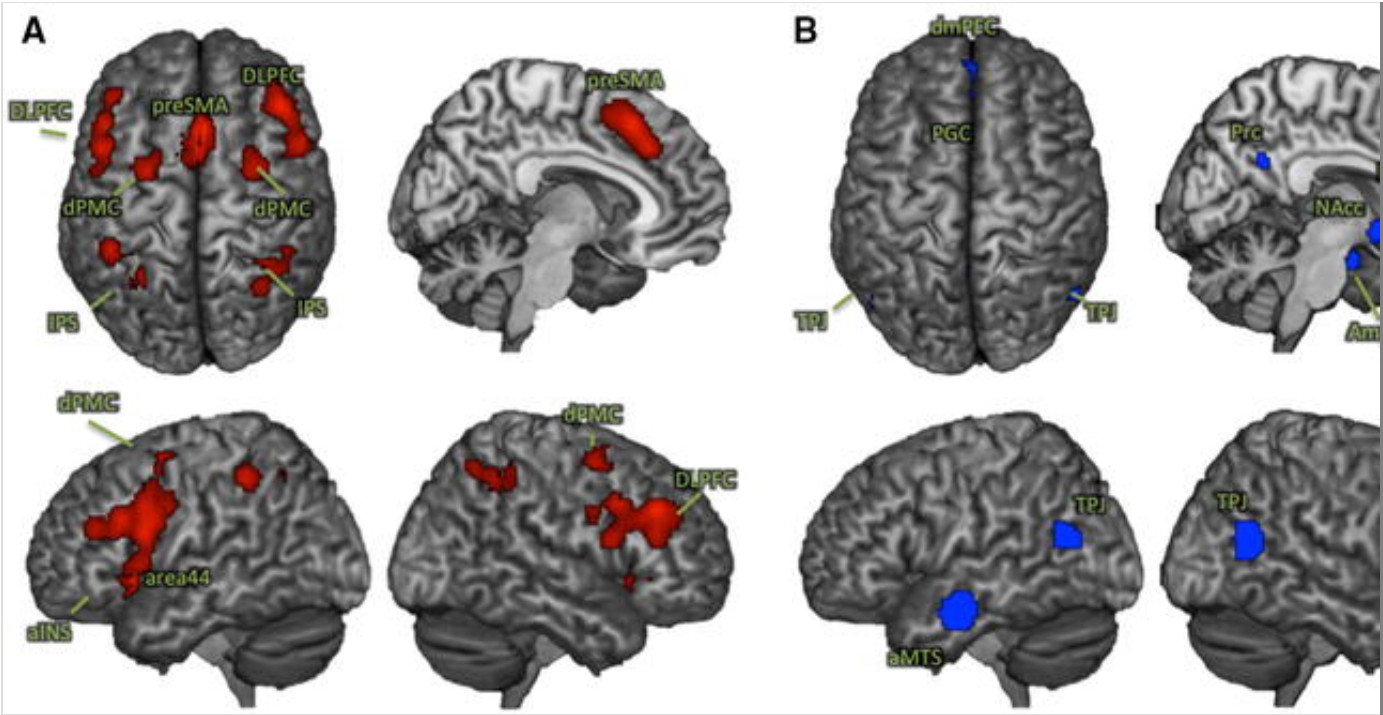 A
DLPFC
DLPFC
preSMA
dPMC
dPMC
IPS
IPS
preSMA
dPMC
area44
aINS
dPMC
DLPFC
B
dmPFC
PGC
TPJ
TPJ
Prc
NAcc
Am
TPJ
aMTS
TPJ